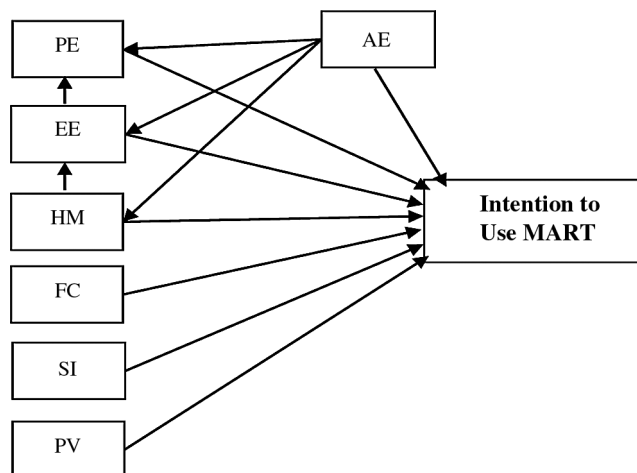 PE
AE
EE
HM
Intention to
Use MART
FC
SI
PV